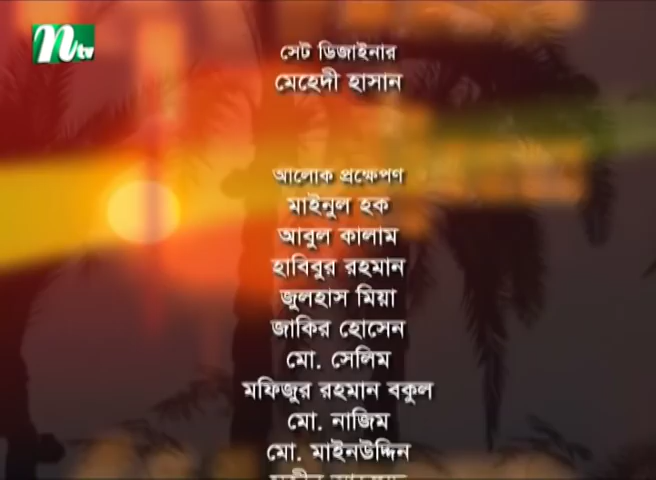 Ntv
সেট ডিজাইনার
মেহেদী হাসান
আলোক প্রক্ষেপণ
মাইনুল হক
আবুল কালাম
হাবিবুর রহমান
জুলহাস মিয়া
জাকির হোসেন
মো. সেলিম
মফিজুর রহমান বকুল
মো. নাজিম
মো. মাইনউদ্দিন